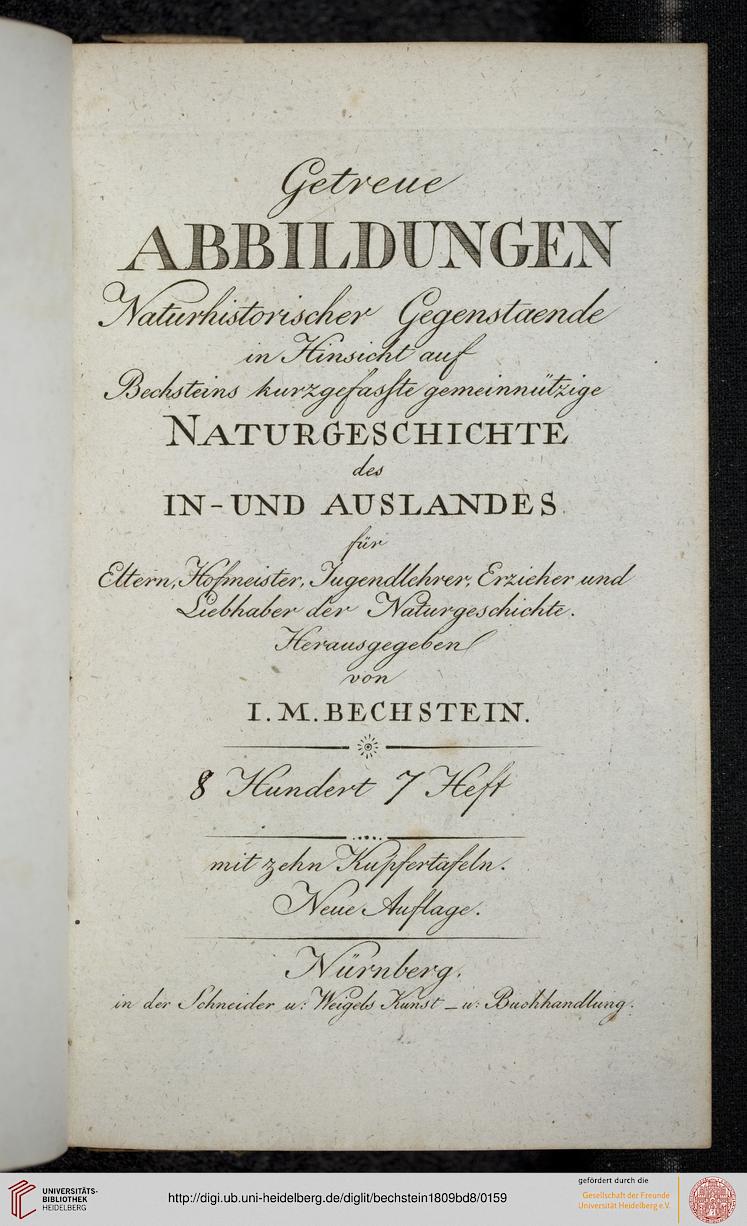 Getreue
ABBILDUNGEN
Naturhistorischer Gegenstaende
in Hinsicht auf
Bechsteins kurzgefaſste gemeinnützige
NATURGESCHICHTE
des
IN-UND AUSLANDES
für
Eltern, Hofmeister, Jugendlehrer, Erzieher und
Liebhaber der Naturgeschichte.
Herausgegeben
von
I. M. BECHSTEIN.
8 Hundert 7 Heft
mit zehn Kupfertafeln.
Neue Auflage.
Nürnberg,
in der Schneider u: Weigels Kunst - u: Buchhandlung.
UNIVERSITÄTS-
BIBLIOTHEK
HEIDELBERG
http://digi.ub.uni-heidelberg.de/diglit/bechstein1809bd8/0159
gefördert durch die
Gesellschaft der Freunde
Universität Heidelberg e.V.